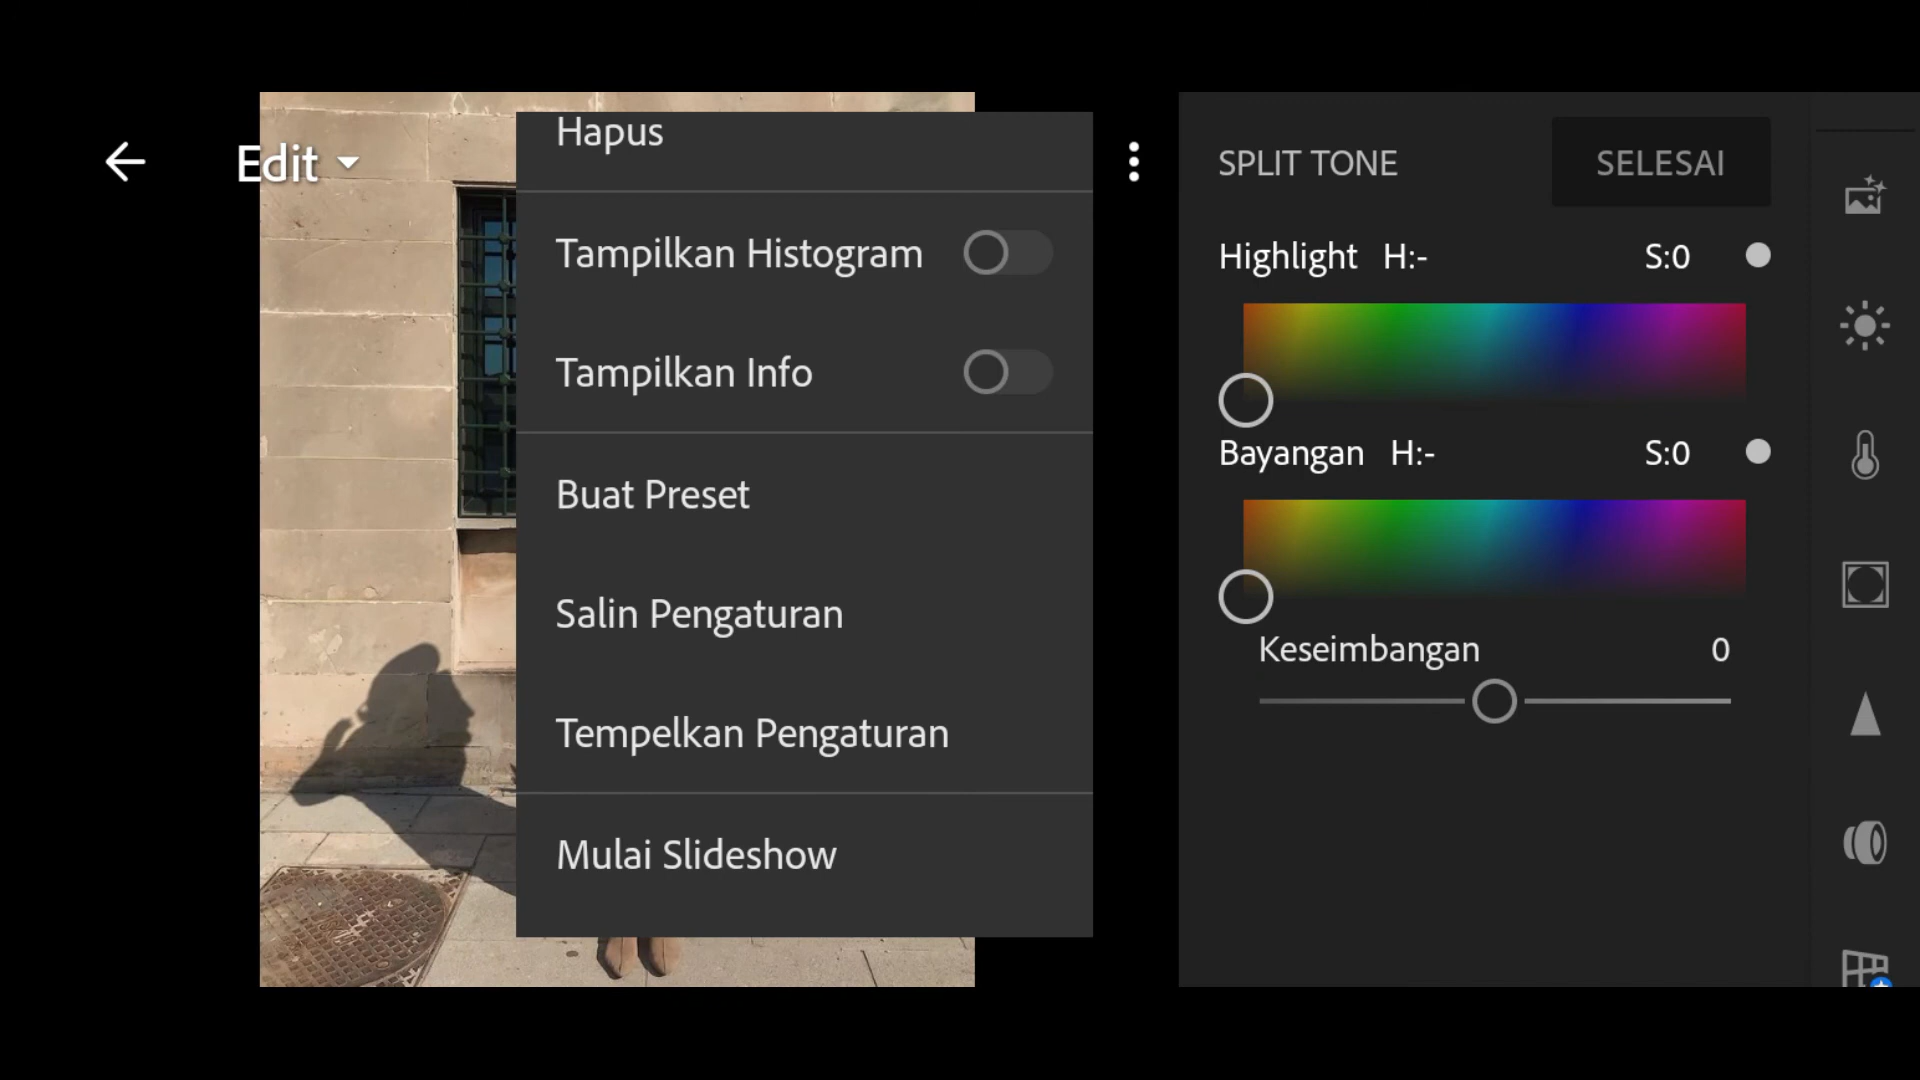 Edit
Hapus
Tampilkan Histogram
Tampilkan Info
Buat Preset
Salin Pengaturan
Tempelkan Pengaturan
Mulai Slideshow
SPLIT TONE SELESAI
Highlight H:- S:0
Bayangan H:- S:0
Keseimbangan 0